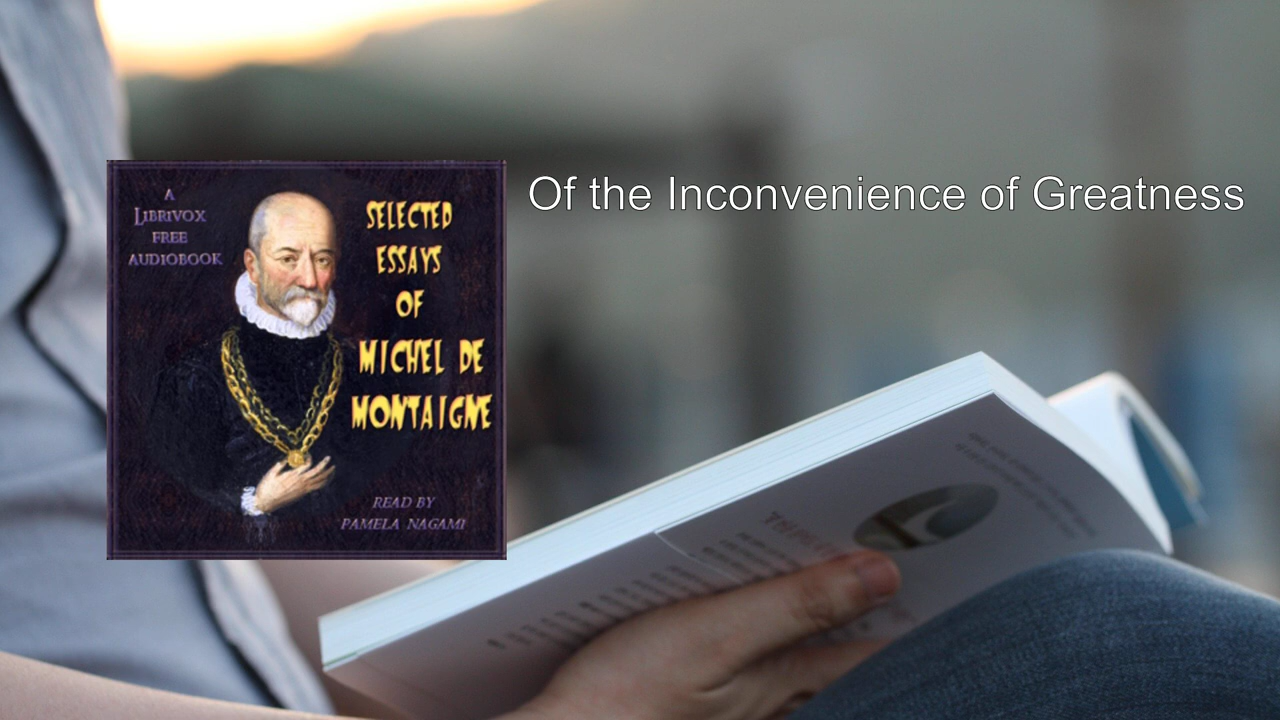 A
LIBRIVOX
FREE
AUDIOBOOK
SELECTED
ESSAYS
OF
MICHEL DE
MONTAIGNE
READ BY
PAMELA NAGAMI
Of the Inconvenience of Greatness